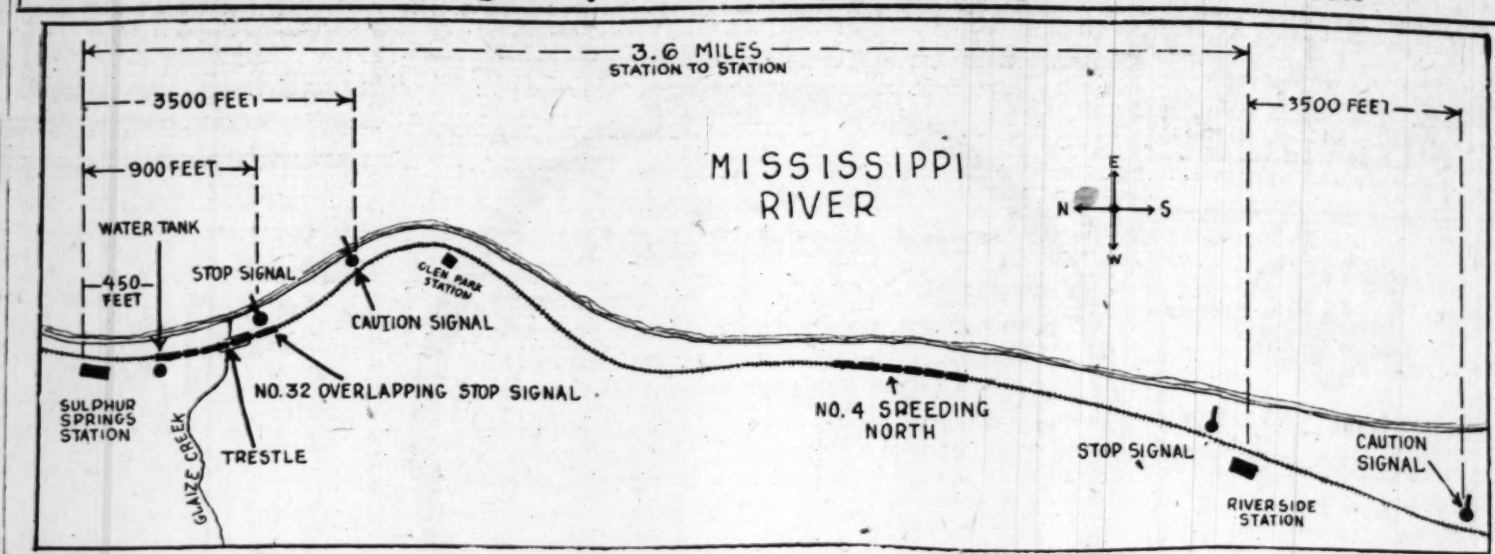 3.6 MILES
STATION TO STATION
3500 FEET
3500 FEET
900 FEET
MISSISSIPPI
RIVER
E
N
S
W
WATER TANK
STOP SIGNAL
450
FEET
GLEN PARK
STATION
CAUTION SIGNAL
NO. 32 OVERLAPPING STOP SIGNAL
SULPHUR
SPRINGS
STATION
TRESTLE
GLAIZE CREEK
NO. 4 SPEEDING
NORTH
STOP SIGNAL
CAUTION
SIGNAL
RIVERSIDE
STATION